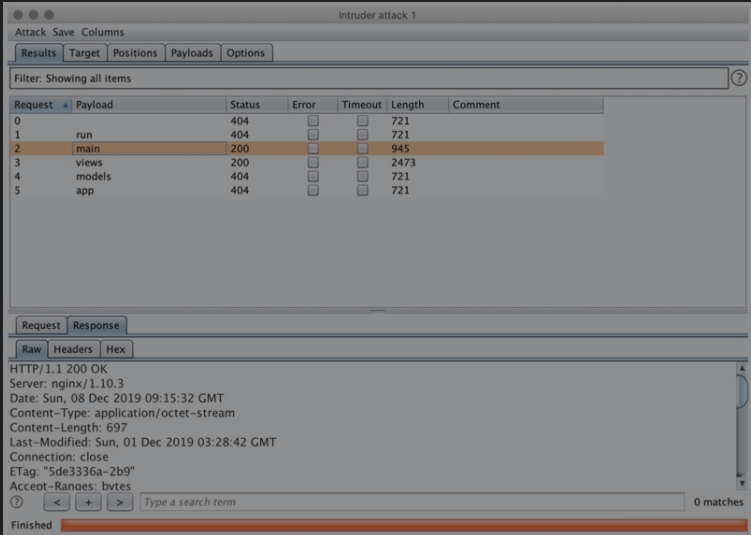 Intruder attack 1
Attack Save Columns
Results Target Positions Payloads Options
Filter: Showing all items ?
Request Payload Status Error Timeout Length Comment
0 404 721
1 run 404 721
2 main 200 945
3 views 200 2473
4 models 404 721
5 app 404 721
Request Response
Raw Headers Hex
HTTP/1.1 200 OK
Server: nginx/1.10.3
Date: Sun, 08 Dec 2019 09:15:32 GMT
Content-Type: application/octet-stream
Content-Length: 697
Last-Modified: Sun, 01 Dec 2019 03:28:42 GMT
Connection: close
ETag: "5de3336a-2b9"
Accept-Ranges: bytes
? < + > Type a search term 0 matches
Finished